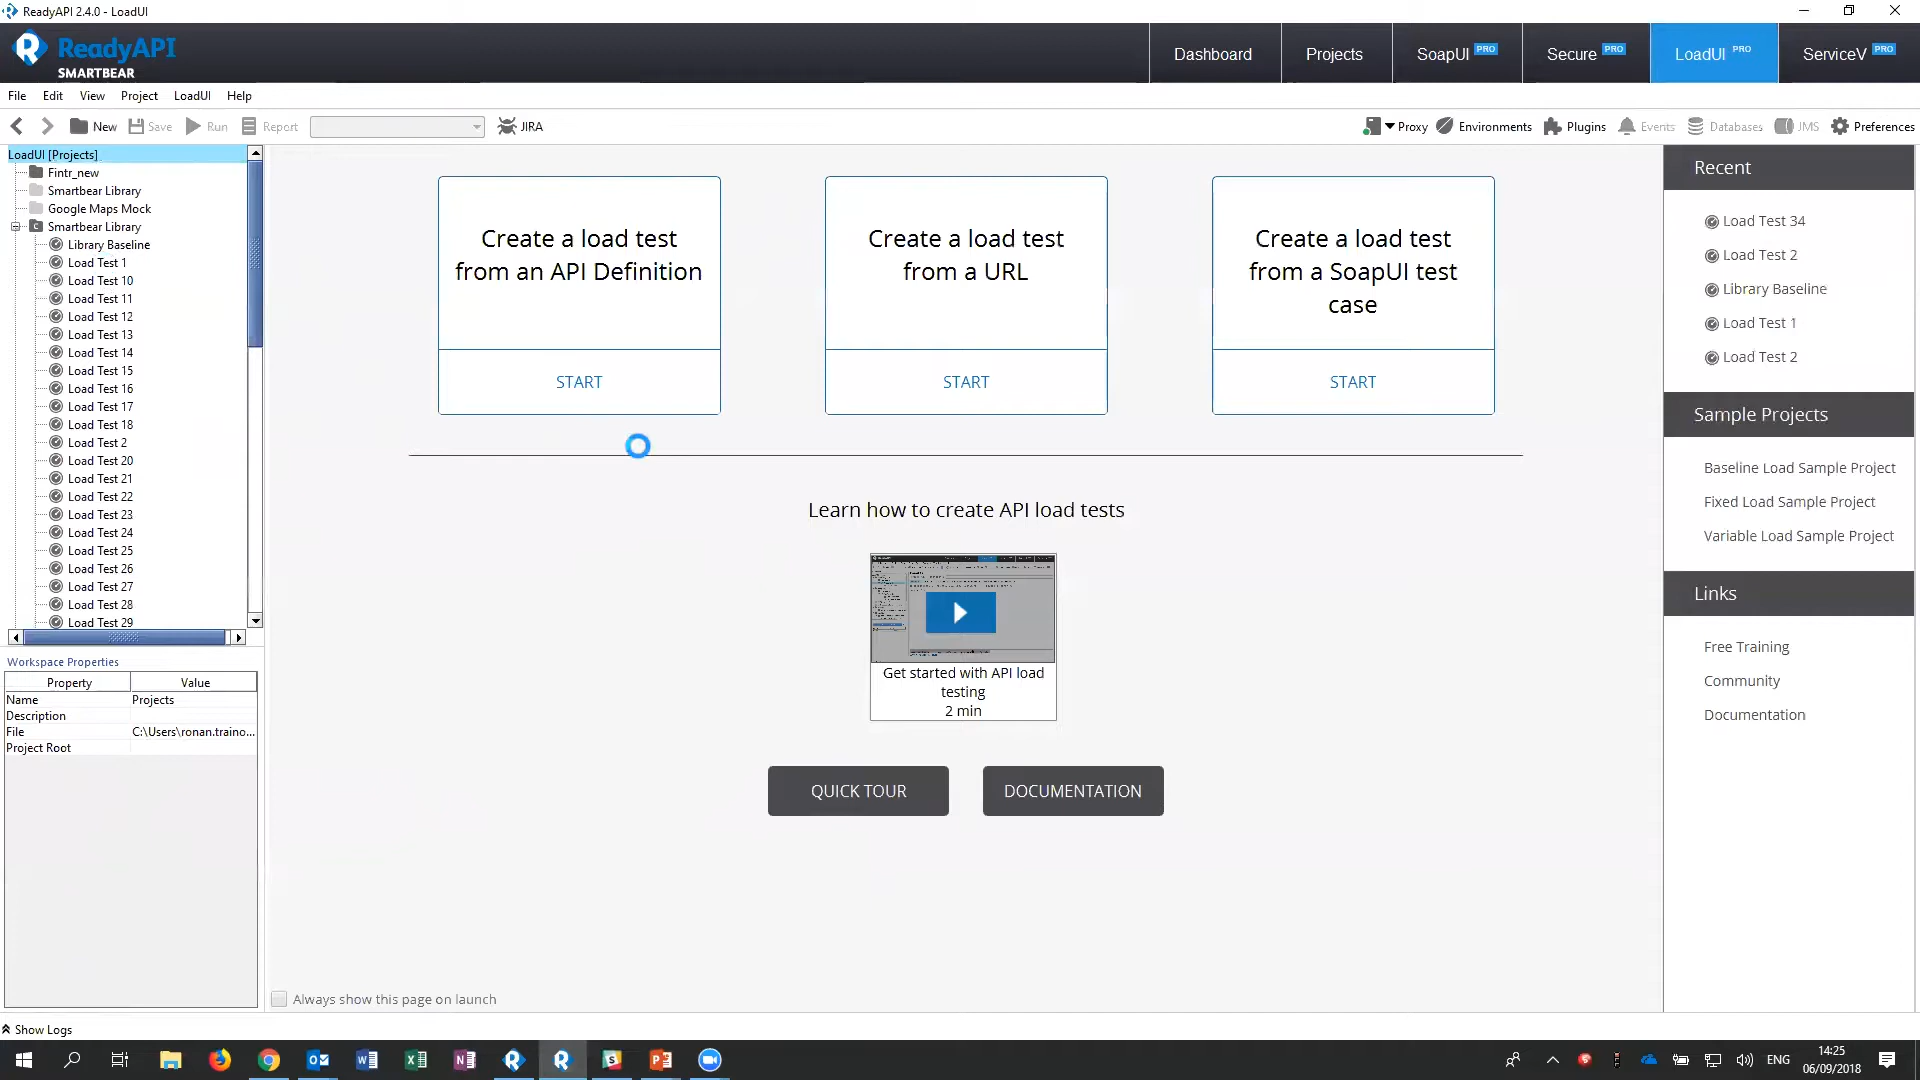 ReadyAPI 2.4.0 - LoadUI
ReadyAPI
SMARTBEAR
Dashboard
Projects
SoapUI PRO
Secure PRO
LoadUI PRO
ServiceV PRO
File Edit View Project LoadUI Help
New Save Run Report JIRA
Proxy Environments Plugins Events Databases JMS Preferences
LoadUI [Projects]
Fintr_new
Smartbear Library
Google Maps Mock
Smartbear Library
Library Baseline
Load Test 1
Load Test 10
Load Test 11
Load Test 12
Load Test 13
Load Test 14
Load Test 15
Load Test 16
Load Test 17
Load Test 18
Load Test 2
Load Test 20
Load Test 21
Load Test 22
Load Test 23
Load Test 24
Load Test 25
Load Test 26
Load Test 27
Load Test 28
Load Test 29
Workspace Properties
Property Value
Name Projects
Description
File C:\Users\ronan.traino...
Project Root
Create a load test
from an API Definition
START
Create a load test
from a URL
START
Create a load test
from a SoapUI test
case
START
Learn how to create API load tests
Get started with API load
testing
2 min
QUICK TOUR
DOCUMENTATION
Always show this page on launch
Recent
Load Test 34
Load Test 2
Library Baseline
Load Test 1
Load Test 2
Sample Projects
Baseline Load Sample Project
Fixed Load Sample Project
Variable Load Sample Project
Links
Free Training
Community
Documentation
Show Logs
ENG
14:25
06/09/2018